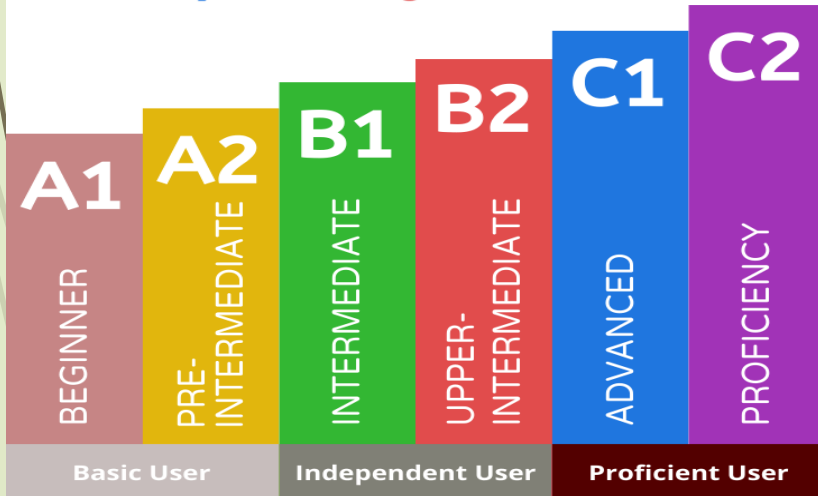 A1
BEGINNER
A2
PRE-
INTERMEDIATE
B1
INTERMEDIATE
B2
UPPER-
INTERMEDIATE
C1
ADVANCED
C2
PROFICIENCY
Basic User
Independent User
Proficient User